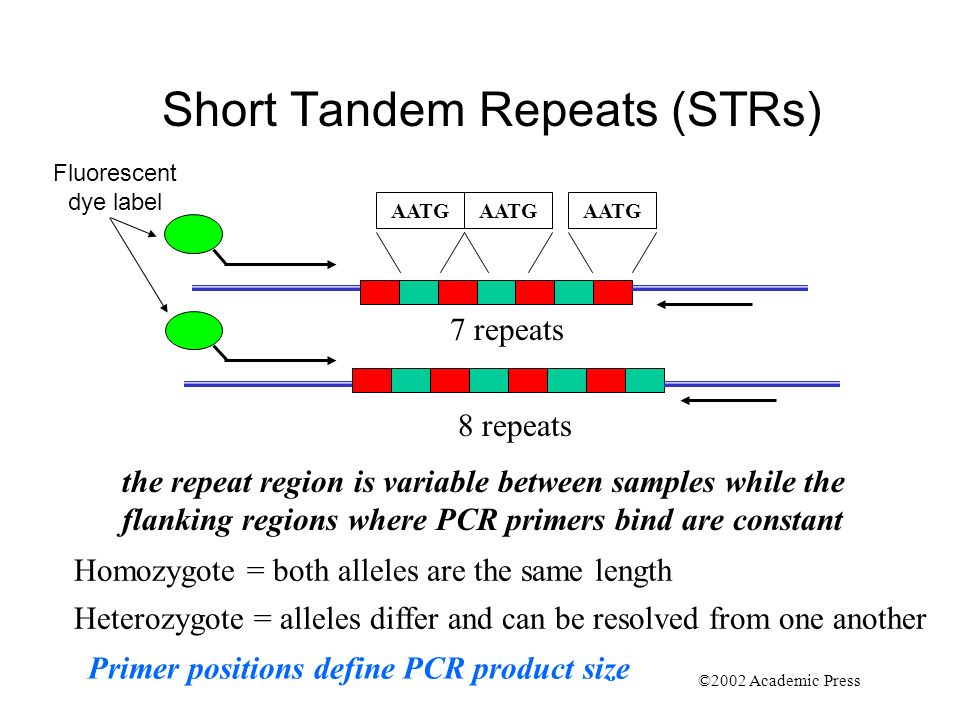 Short Tandem Repeats (STRs)
Fluorescent
dye label
AATG AATG AATG
7 repeats
8 repeats
the repeat region is variable between samples while the
flanking regions where PCR primers bind are constant
Homozygote = both alleles are the same length
Heterozygote = alleles differ and can be resolved from one another
Primer positions define PCR product size
©2002 Academic Press